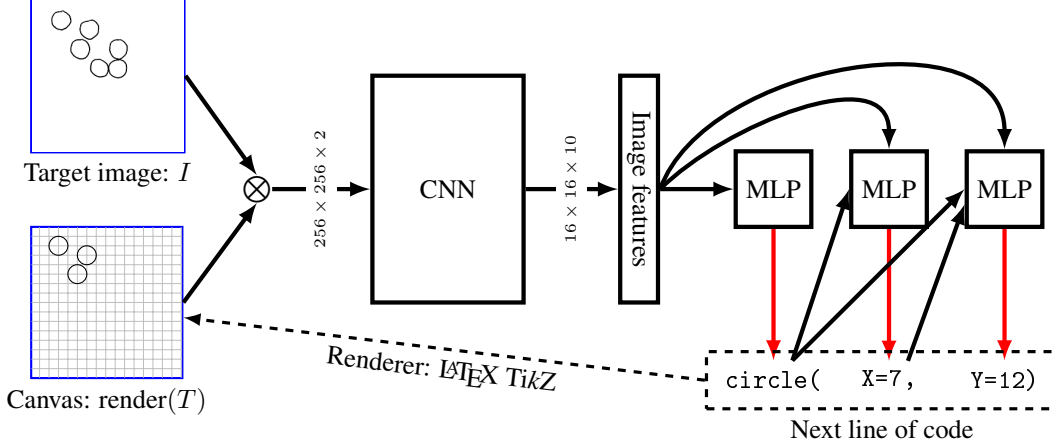 Target image: I
256 × 256 × 2
CNN
16 × 16 × 10
Image features
MLP
MLP
MLP
Canvas: render(T)
Renderer: LATEX TikZ
circle( X=7, Y=12)
Next line of code